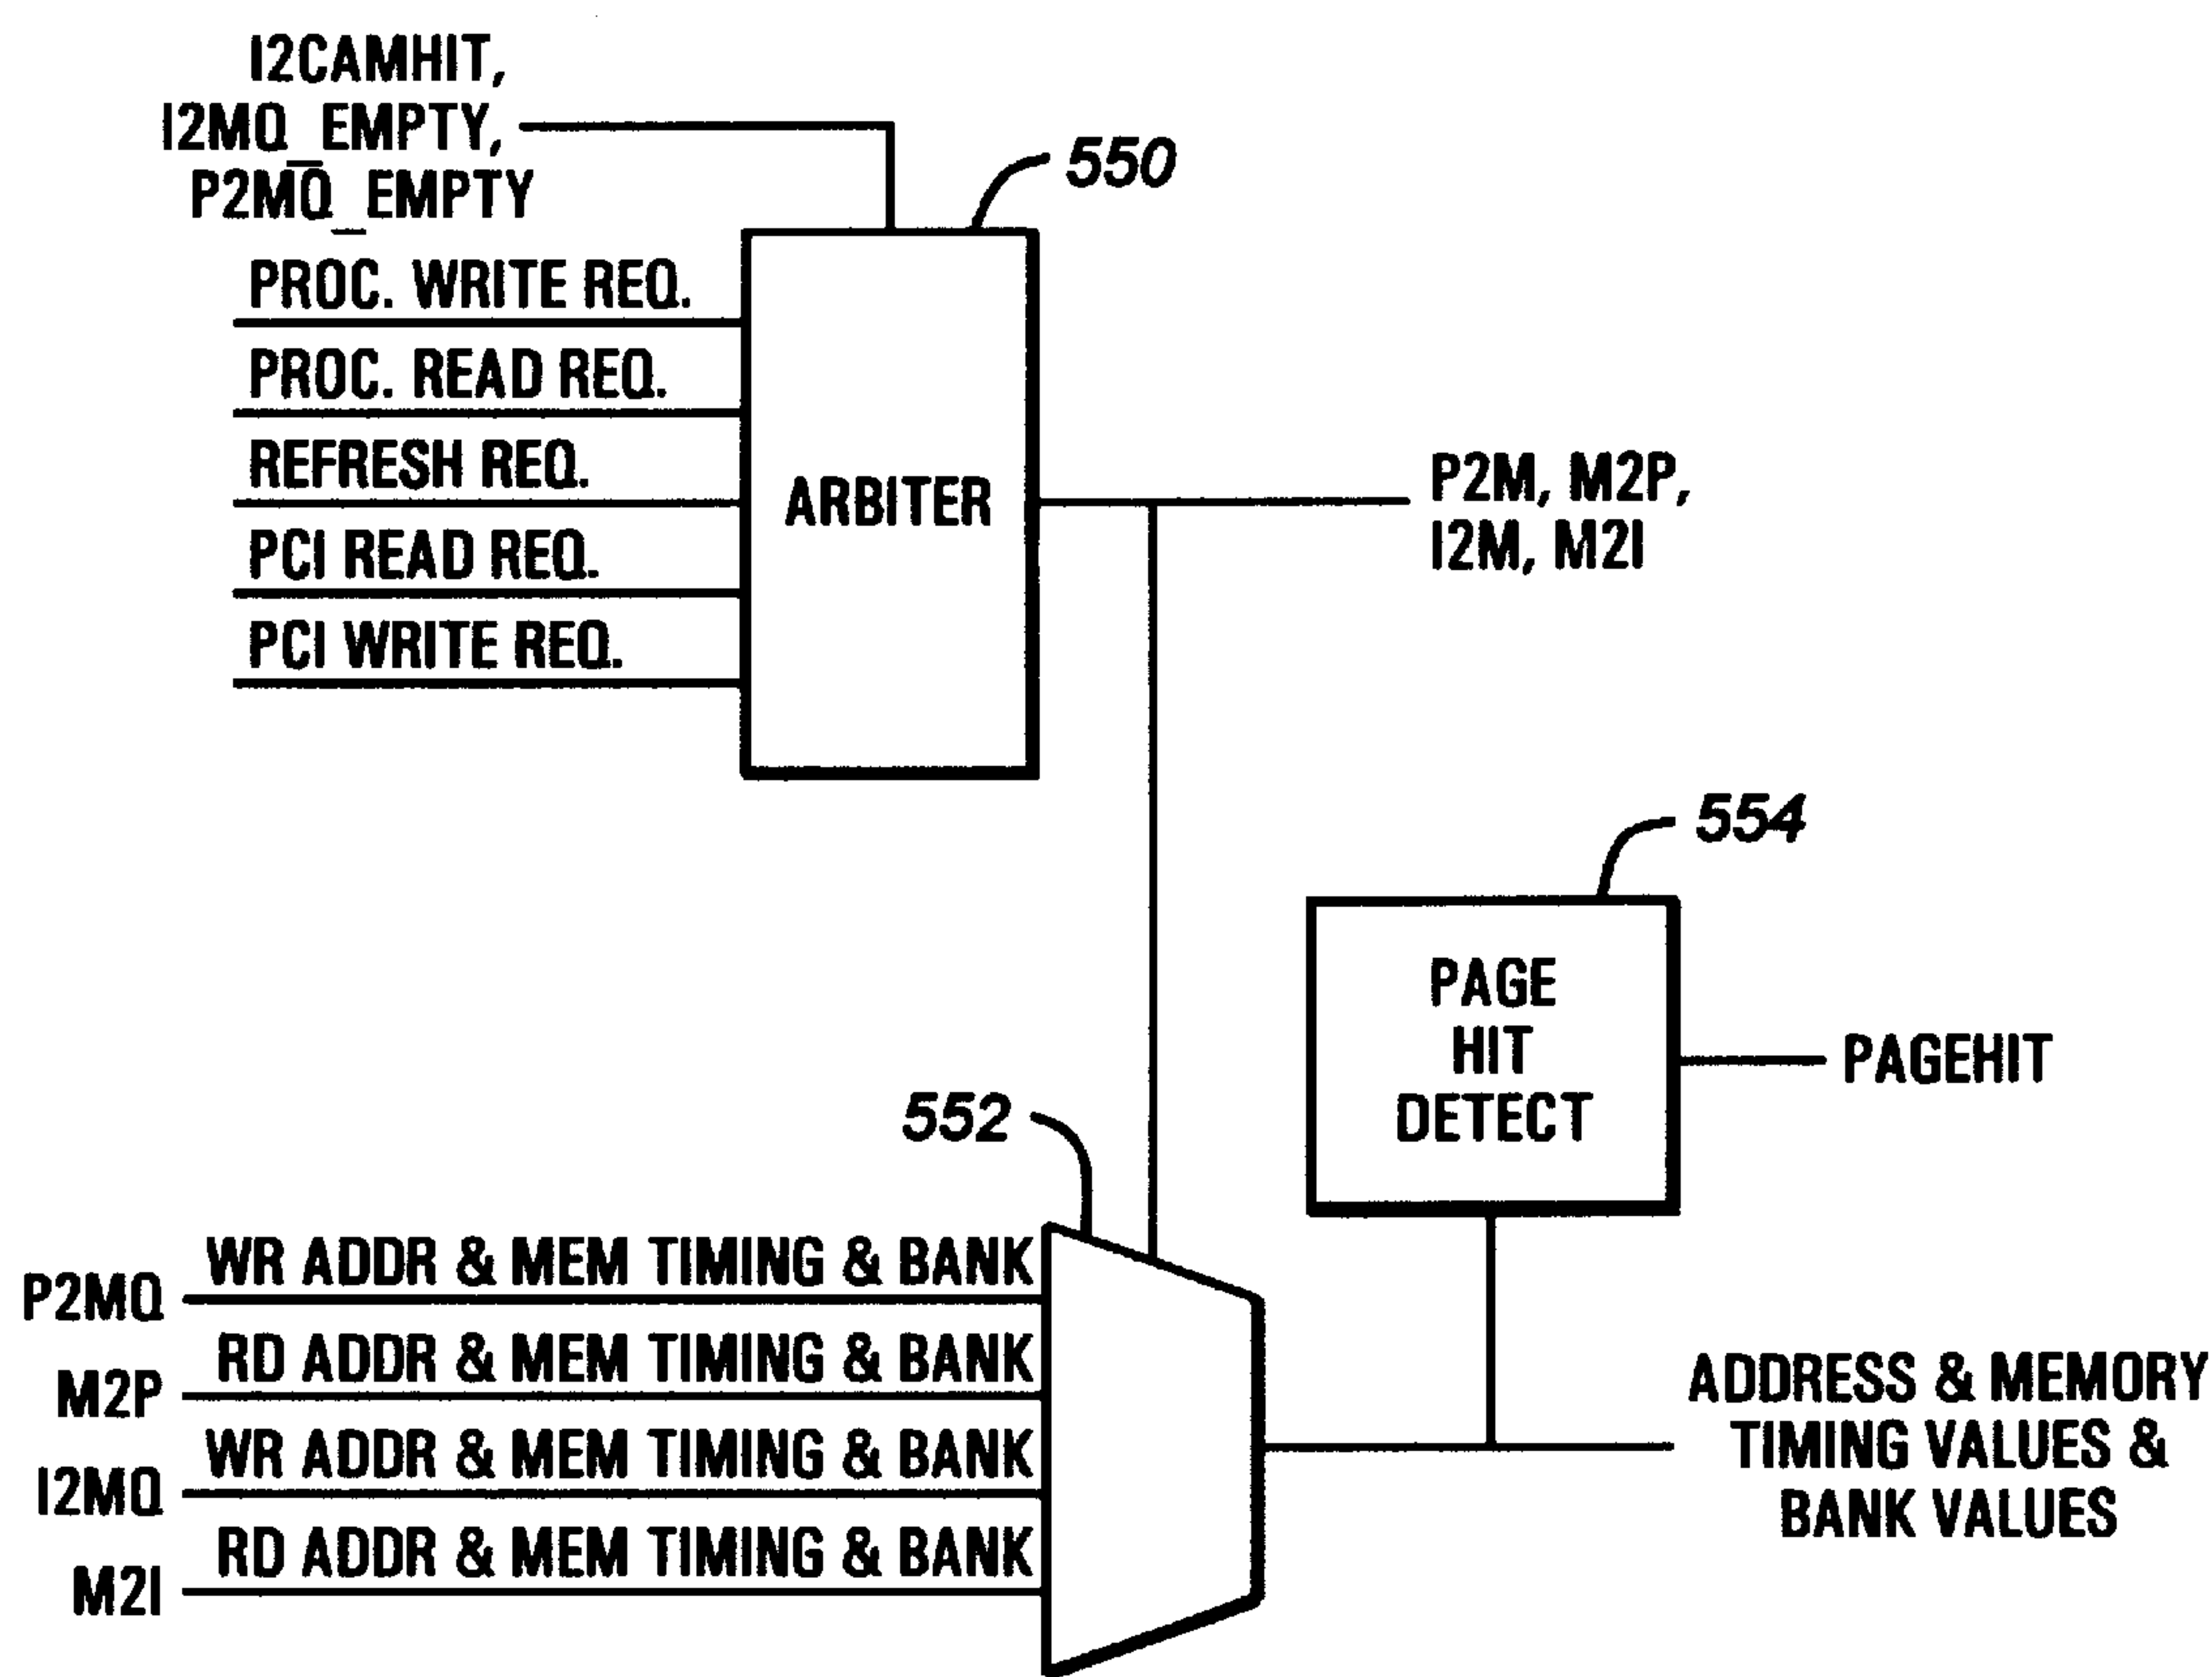 I2CAMHIT,
I2MQ_EMPTY,
P2MQ_EMPTY
550
PROC. WRITE REQ.
PROC. READ REQ.
REFRESH REQ.
PCI READ REQ.
PCI WRITE REQ.
ARBITER
P2M, M2P,
I2M, M2I
554
PAGE
HIT
DETECT
PAGEHIT
552
P2MQ WR ADDR & MEM TIMING & BANK
M2P RD ADDR & MEM TIMING & BANK
I2MQ WR ADDR & MEM TIMING & BANK
M2I RD ADDR & MEM TIMING & BANK
ADDRESS & MEMORY
TIMING VALUES &
BANK VALUES